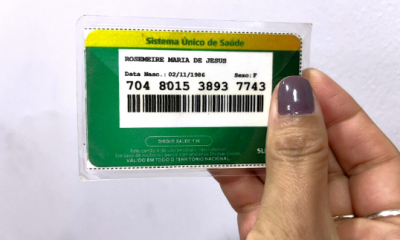 Sistema Único de Saúde
ROSEMEIRE MARIA DE JESUS
Data Nasc.: 02/11/1986 Sexo: F
704 8015 3893 7743
VÁLIDO EM TODO O TERRITÓRIO NACIONAL